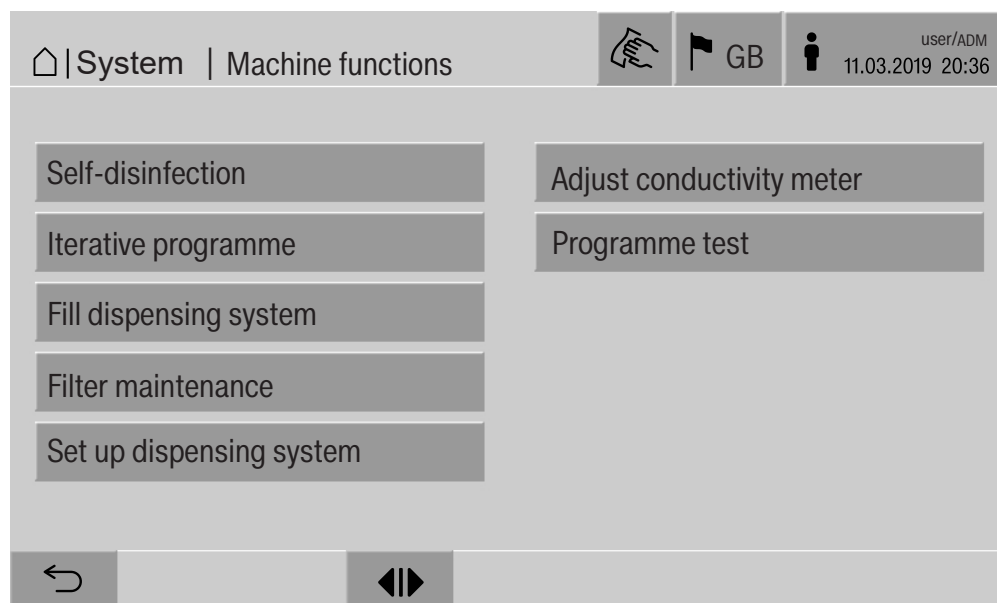 | System | Machine functions
GB
user/ADM
11.03.2019 20:36
Self-disinfection
Iterative programme
Fill dispensing system
Filter maintenance
Set up dispensing system
Adjust conductivity meter
Programme test